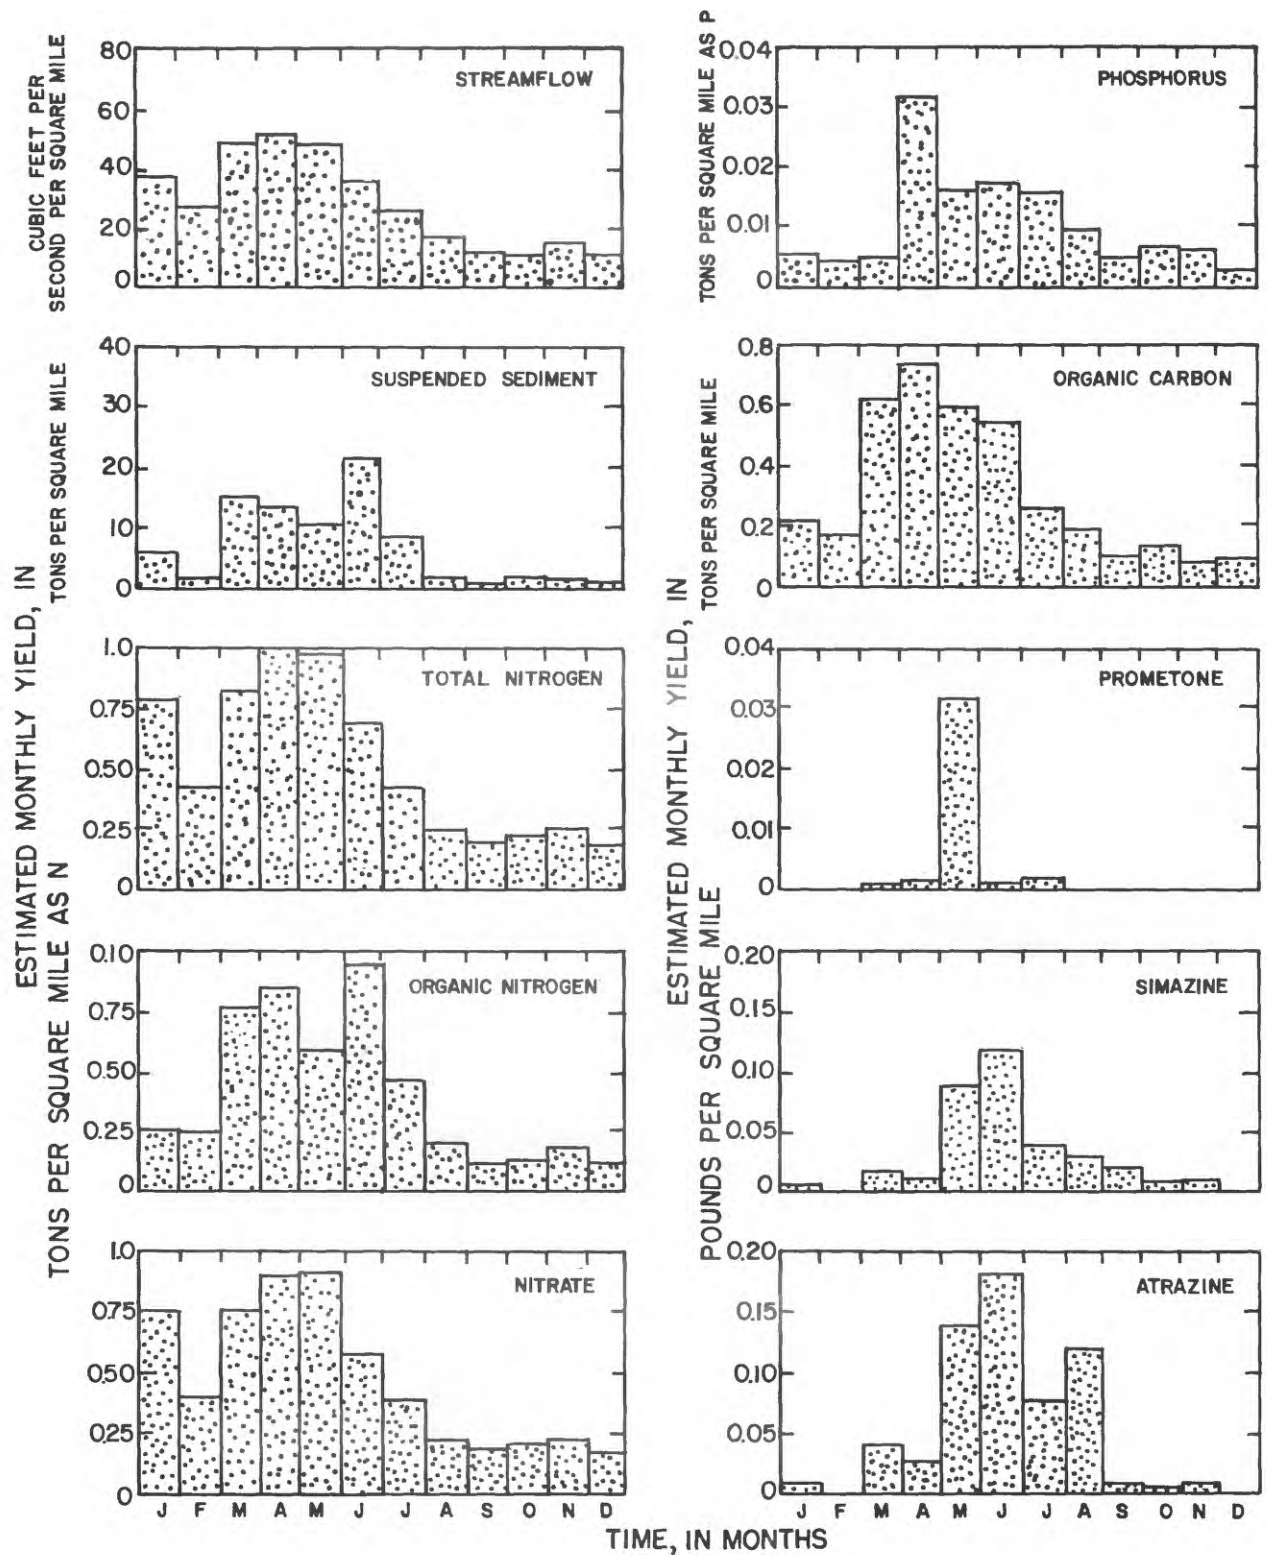 ESTIMATED MONTHLY YIELD, IN
CUBIC FEET PER
SECOND PER SQUARE MILE
80
60
40
20
0
STREAMFLOW
TONS PER SQUARE MILE
40
30
20
10
0
SUSPENDED SEDIMENT
TONS PER SQUARE MILE AS N
1.0
0.75
0.50
0.25
0
TOTAL NITROGEN
0.10
0.75
0.50
0.25
0
ORGANIC NITROGEN
1.0
0.75
0.50
0.25
0
NITRATE
J F M A M J J A S O N D
ESTIMATED MONTHLY YIELD, IN
TONS PER SQUARE MILE AS P
0.04
0.03
0.02
0.01
0
PHOSPHORUS
TONS PER SQUARE MILE
0.8
0.6
0.4
0.2
0
ORGANIC CARBON
POUNDS PER SQUARE MILE
0.04
0.03
0.02
0.01
0
PROMETONE
0.20
0.15
0.10
0.05
0
SIMAZINE
0.20
0.15
0.10
0.05
0
ATRAZINE
J F M A M J J A S O N D
TIME, IN MONTHS